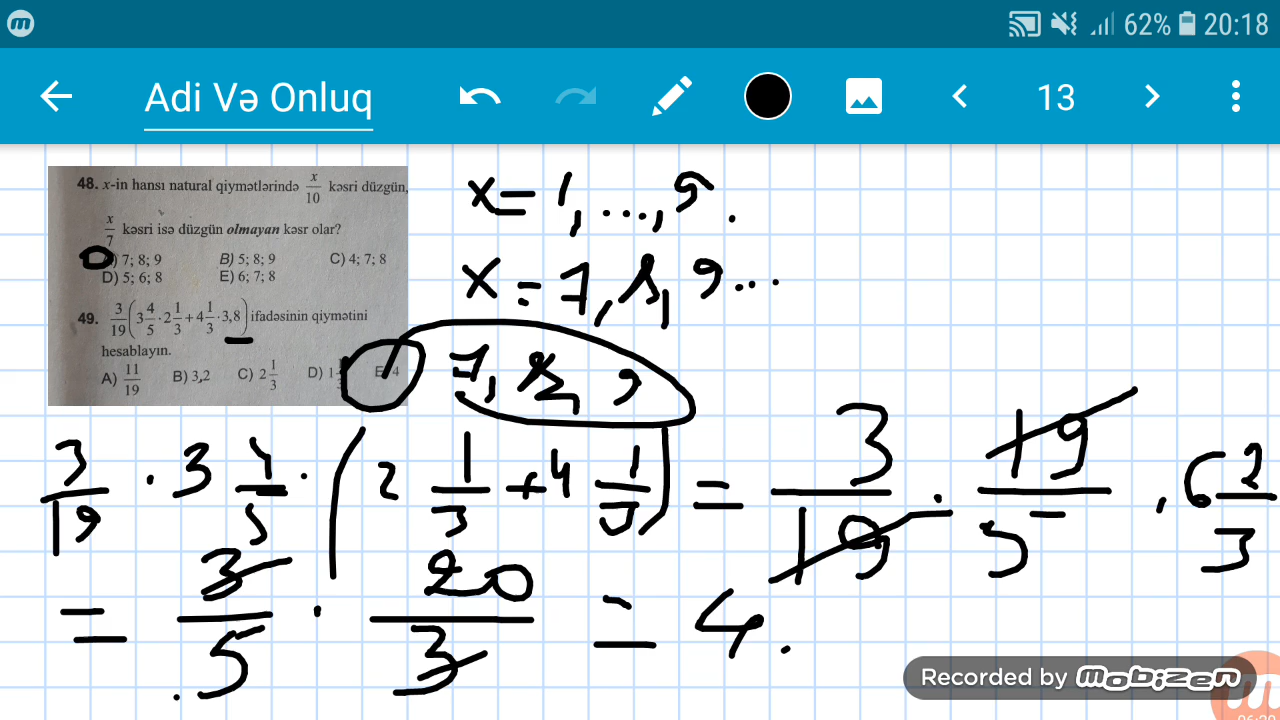 62% 20:18
Adi Və Onluq 13
48. x-in hansı natural qiymətlərində x/10 kəsri düzgün,
x/7 kəsri isə düzgün olmayan kəsr olar?
) 7; 8; 9 B) 5; 8; 9 C) 4; 7; 8
D) 5; 6; 8 E) 6; 7; 8
49. 3/19 (3 4/5 · 2 1/3 + 4 1/3 · 3,8) ifadəsinin qiymətini
hesablayın.
A) 11/19 B) 3,2 C) 2 1/3 D) 1 E) 4
x = 1, ..., 9.
x = 7, 8, 9 ...
7, 8, 9
3/19 · 3 4/5 · (2 1/3 + 4 1/3) = 3/19 · 19/5 · 6 2/3
= 3/5 · 20/3 = 4.
Recorded by MOBIZEN